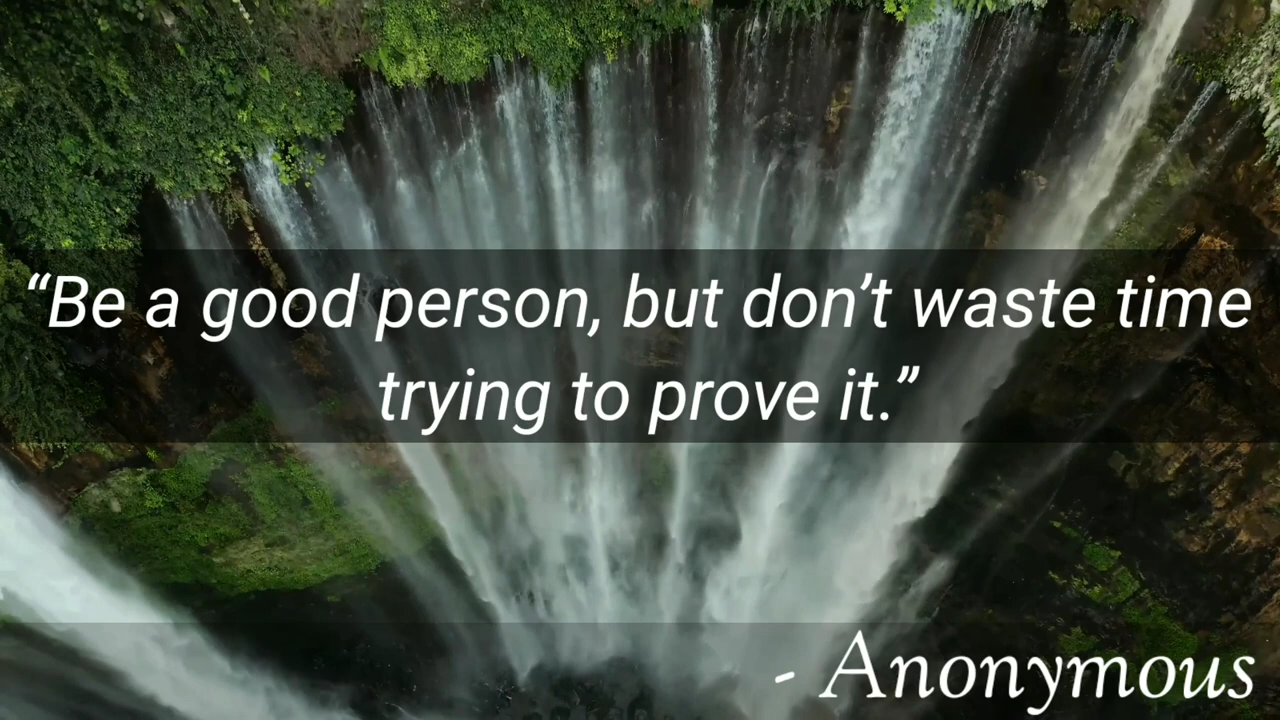 “Be a good person, but don’t waste time
trying to prove it.”
- Anonymous